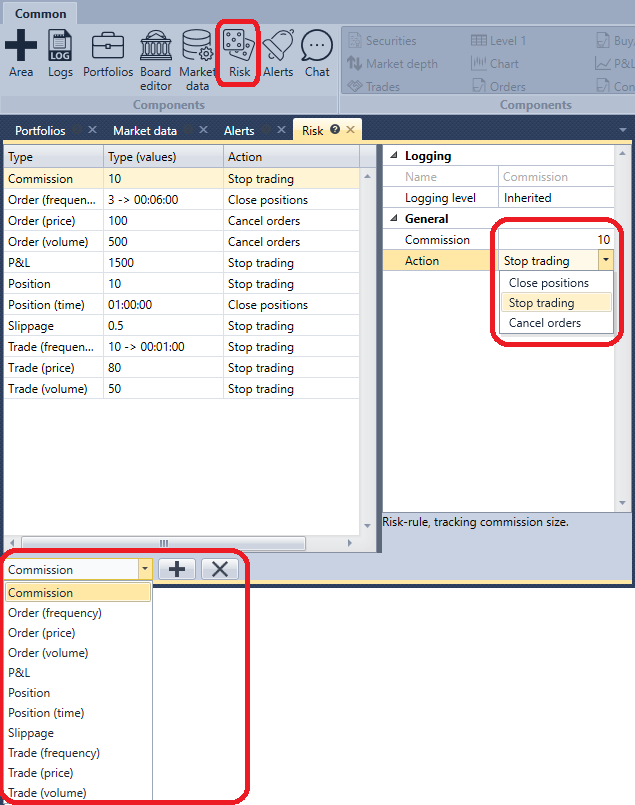 Common
Area Logs Portfolios Board editor Market data Risk Alerts Chat
Securities Level 1 Buy/
Market depth Chart P&L
Trades Orders Con
Components Components
Portfolios Market data Alerts Risk
Type Type (values) Action
Commission 10 Stop trading
Order (frequen... 3 -> 00:06:00 Close positions
Order (price) 100 Cancel orders
Order (volume) 500 Cancel orders
P&L 1500 Stop trading
Position 10 Stop trading
Position (time) 01:00:00 Close positions
Slippage 0.5 Stop trading
Trade (frequen... 10 -> 00:01:00 Stop trading
Trade (price) 80 Stop trading
Trade (volume) 50 Stop trading
Logging
Name Commission
Logging level Inherited
General
Commission 10
Action Stop trading
Close positions
Stop trading
Cancel orders
Risk-rule, tracking commission size.
Commission
Commission
Order (frequency)
Order (price)
Order (volume)
P&L
Position
Position (time)
Slippage
Trade (frequency)
Trade (price)
Trade (volume)